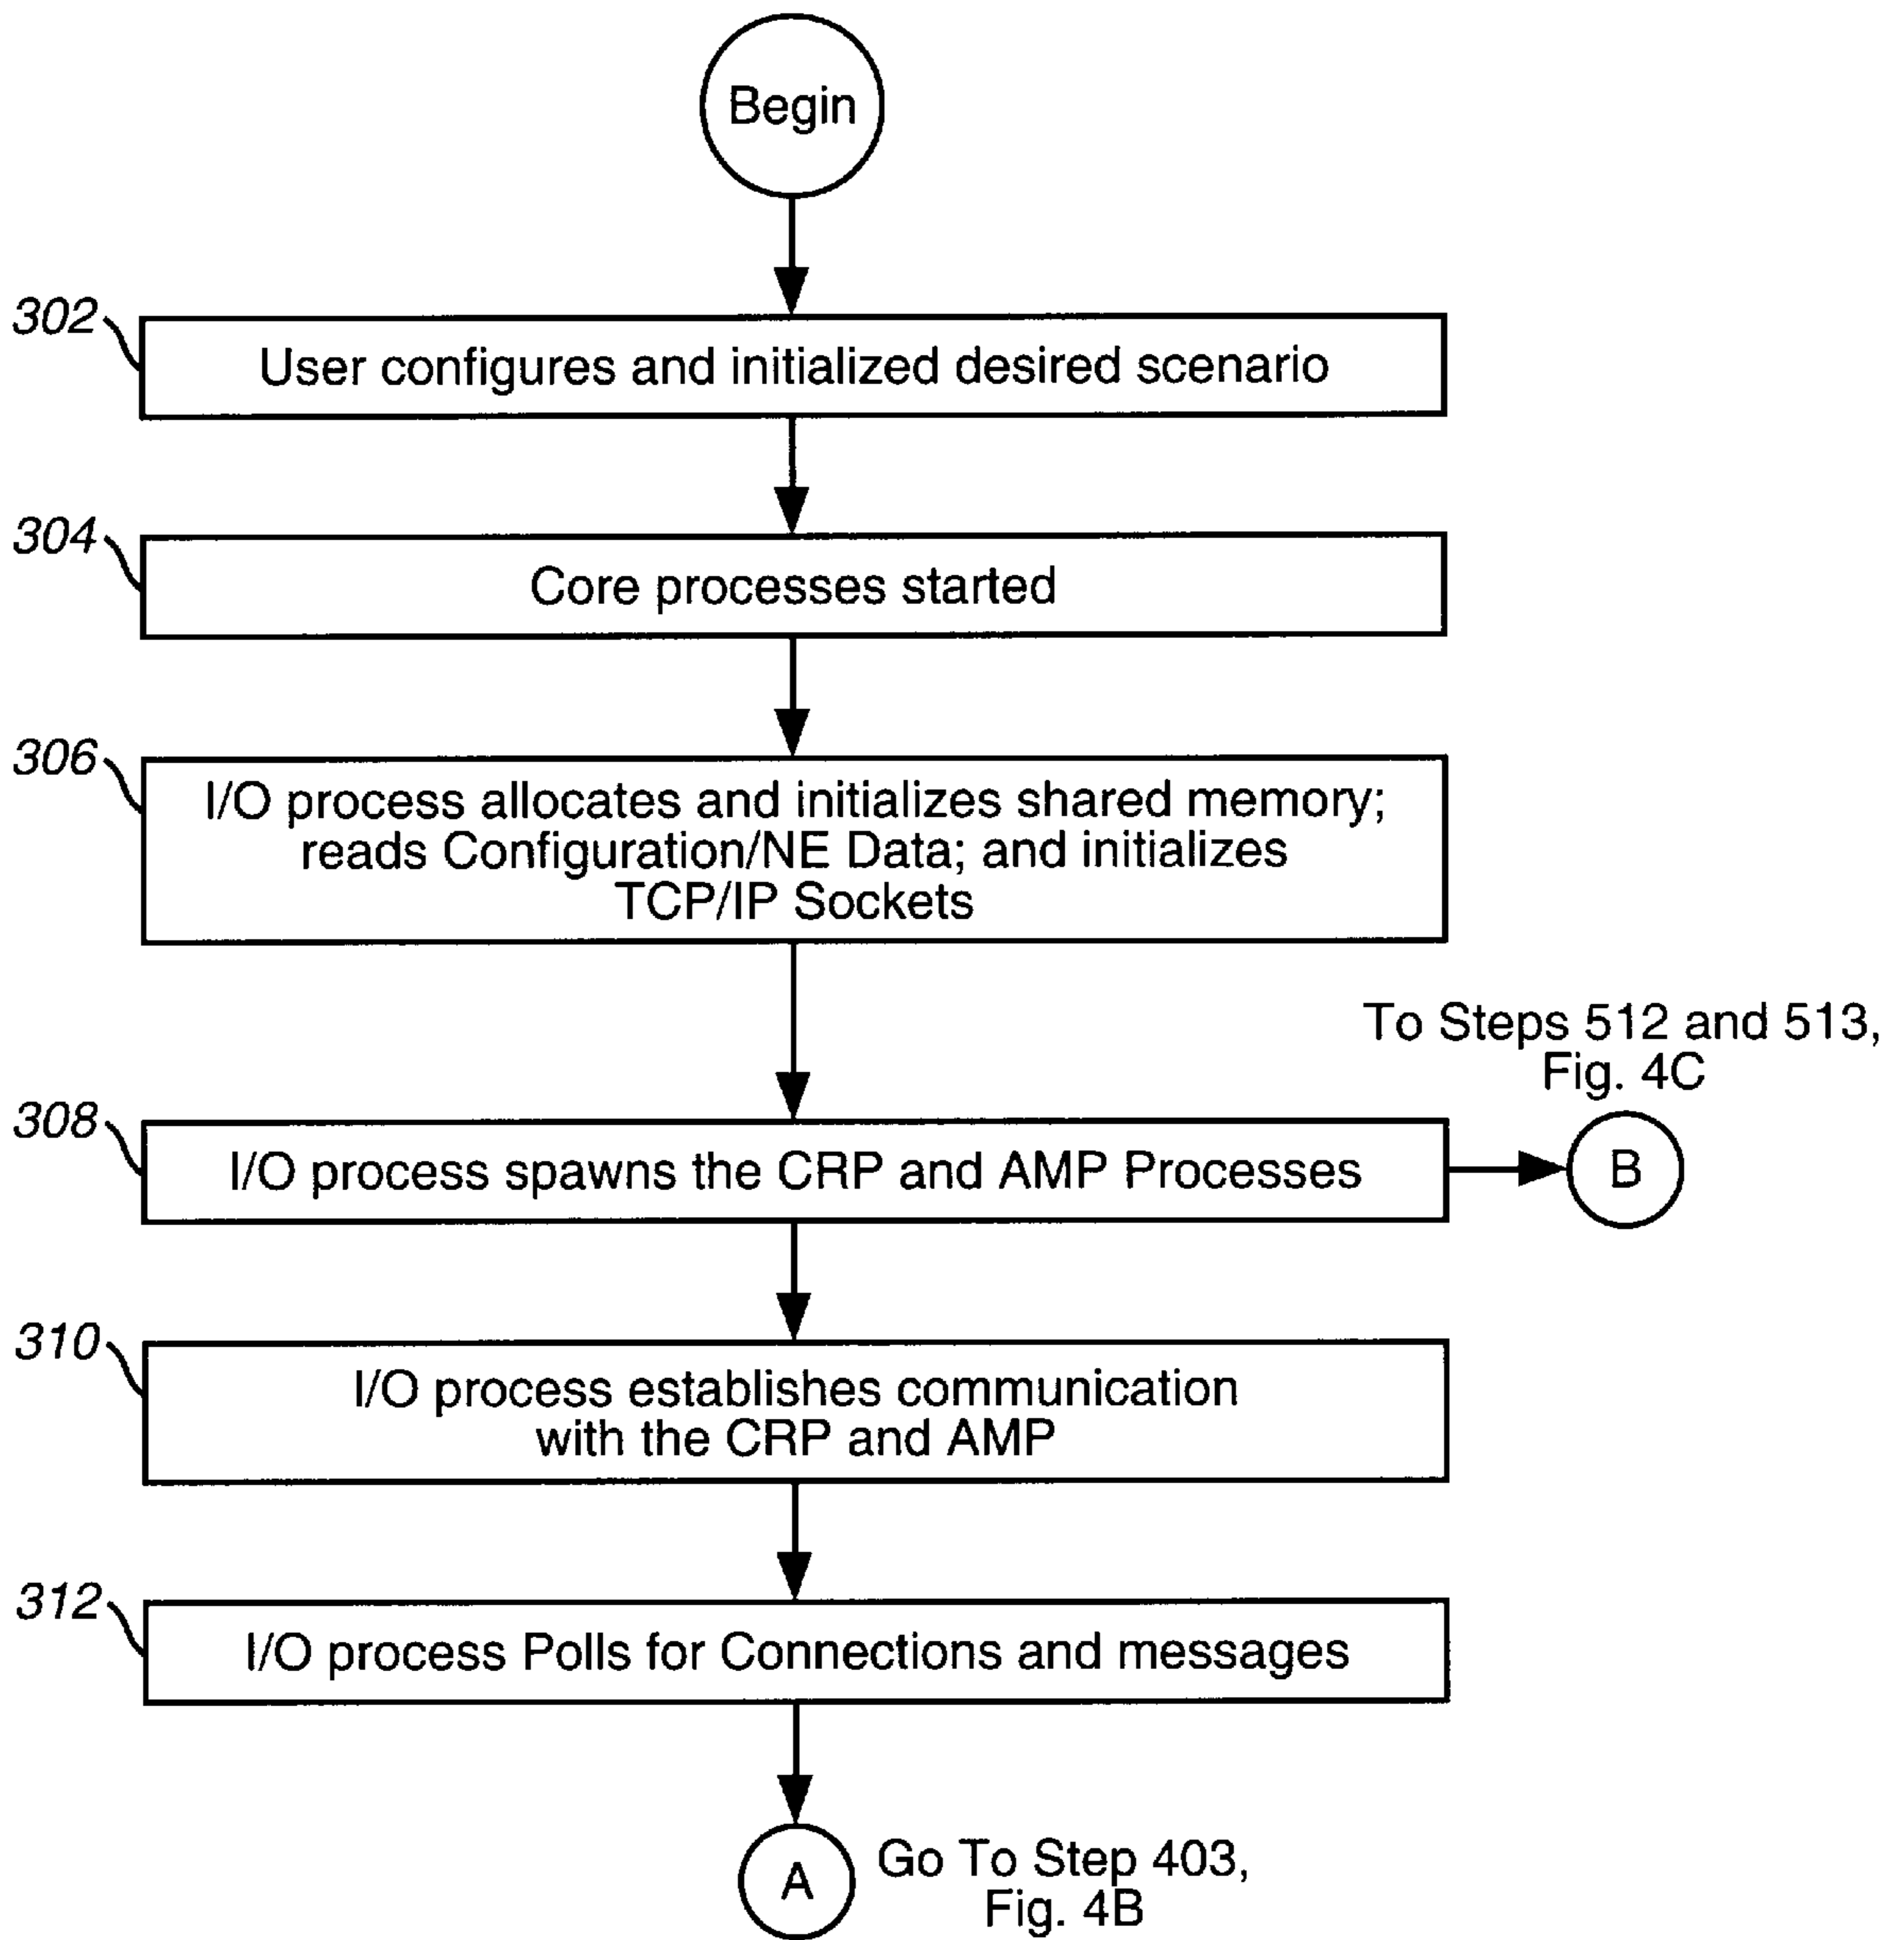 Begin
302
User configures and initialized desired scenario
304
Core processes started
306
I/O process allocates and initializes shared memory;
reads Configuration/NE Data; and initializes
TCP/IP Sockets
To Steps 512 and 513,
Fig. 4C
308
I/O process spawns the CRP and AMP Processes
B
310
I/O process establishes communication
with the CRP and AMP
312
I/O process Polls for Connections and messages
A
Go To Step 403,
Fig. 4B